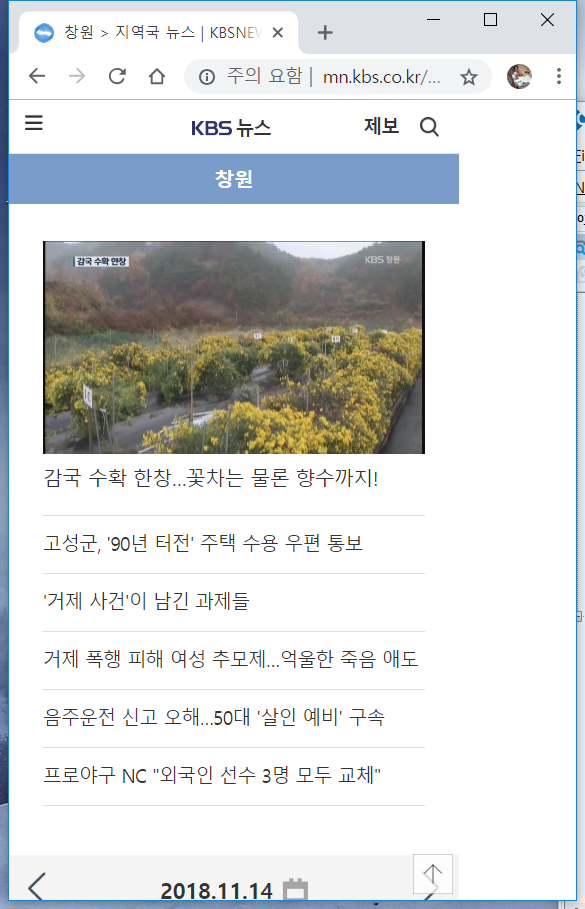 창원 > 지역국 뉴스 | KBSNEW
주의 요함 | mn.kbs.co.kr/...
KBS 뉴스
제보
창원
감국 수확 한창
KBS 창원
감국 수확 한창...꽃차는 물론 향수까지!
고성군, '90년 터전' 주택 수용 우편 통보
'거제 사건'이 남긴 과제들
거제 폭행 피해 여성 추모제...억울한 죽음 애도
음주운전 신고 오해...50대 '살인 예비' 구속
프로야구 NC "외국인 선수 3명 모두 교체"
2018.11.14